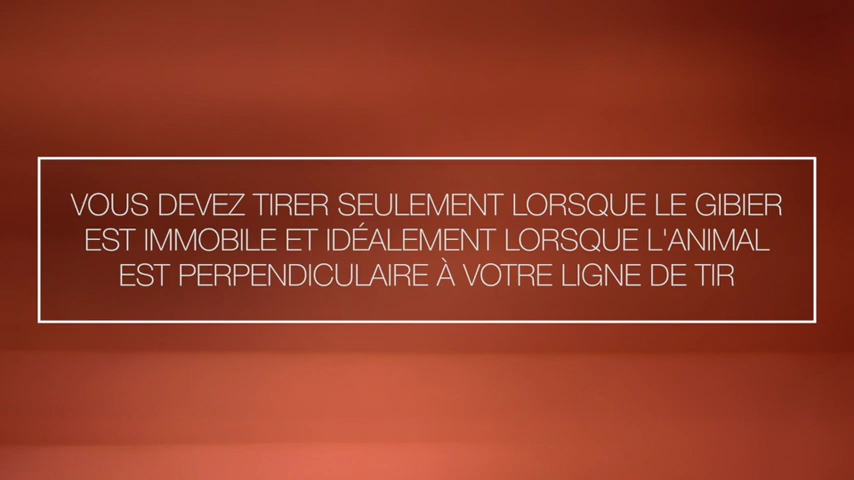 VOUS DEVEZ TIRER SEULEMENT LORSQUE LE GIBIER
EST IMMOBILE ET IDÉALEMENT LORSQUE L'ANIMAL
EST PERPENDICULAIRE À VOTRE LIGNE DE TIR